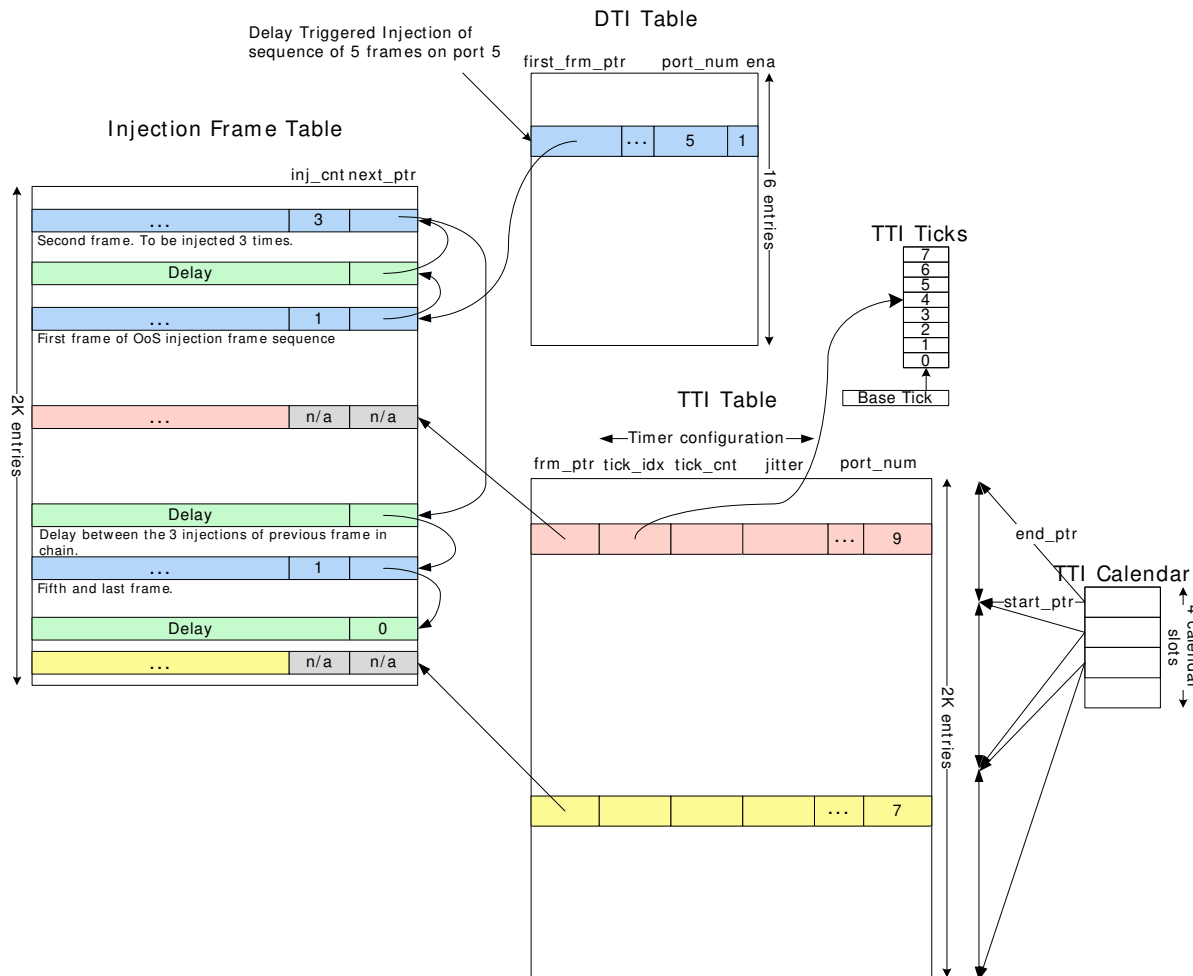 DTI Table
Delay Triggered Injection of
sequence of 5 frames on port 5
first_frm_ptr port_num ena
... 5 1
16 entries
Injection Frame Table
inj_cnt next_ptr
... 3
Second frame. To be injected 3 times.
Delay
... 1
First frame of OoS injection frame sequence
... n/a n/a
Delay
Delay between the 3 injections of previous frame in
chain.
... 1
Fifth and last frame.
Delay 0
... n/a n/a
2K entries
TTI Ticks
7
6
5
4
3
2
1
0
Base Tick
TTI Table
Timer configuration
frm_ptr tick_idx tick_cnt jitter port_num
... 9
... 7
2K entries
end_ptr
start_ptr
TTI Calendar
4 calendar
slots